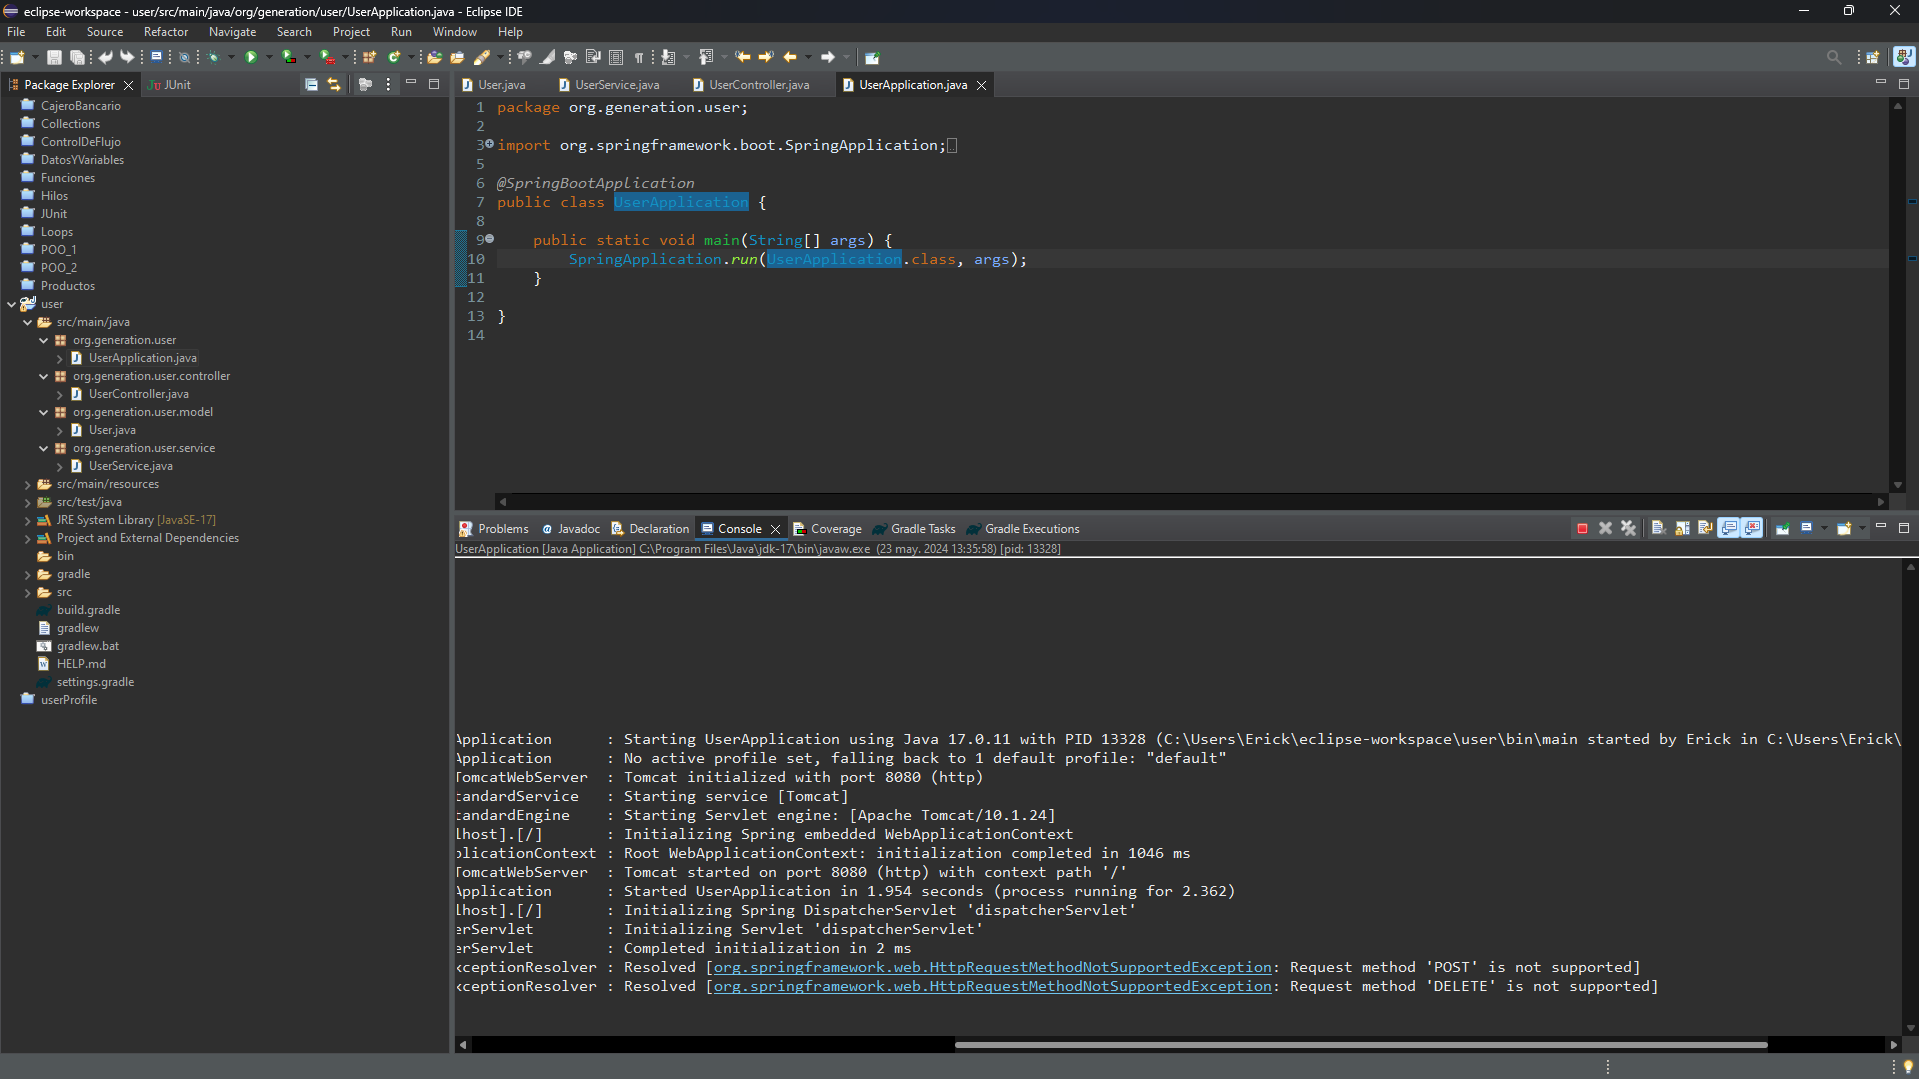 eclipse-workspace - user/src/main/java/org/generation/user/UserApplication.java - Eclipse IDE
File Edit Source Refactor Navigate Search Project Run Window Help
Package Explorer
JUnit
CajeroBancario
Collections
ControlDeFlujo
DatosYVariables
Funciones
Hilos
JUnit
Loops
POO_1
POO_2
Productos
user
src/main/java
org.generation.user
UserApplication.java
org.generation.user.controller
UserController.java
org.generation.user.model
User.java
org.generation.user.service
UserService.java
src/main/resources
src/test/java
JRE System Library [JavaSE-17]
Project and External Dependencies
bin
gradle
src
build.gradle
gradlew
gradlew.bat
HELP.md
settings.gradle
userProfile
User.java UserService.java UserController.java UserApplication.java
1 package org.generation.user;
2
3 import org.springframework.boot.SpringApplication;
5
6 @SpringBootApplication
7 public class UserApplication {
8
9 public static void main(String[] args) {
10 SpringApplication.run(UserApplication.class, args);
11 }
12
13 }
14
Problems Javadoc Declaration Console Coverage Gradle Tasks Gradle Executions
UserApplication [Java Application] C:\Program Files\Java\jdk-17\bin\javaw.exe (23 may. 2024 13:35:58) [pid: 13328]
Application : Starting UserApplication using Java 17.0.11 with PID 13328 (C:\Users\Erick\eclipse-workspace\user\bin\main started by Erick in C:\Users\Erick\
Application : No active profile set, falling back to 1 default profile: "default"
TomcatWebServer : Tomcat initialized with port 8080 (http)
tandardService : Starting service [Tomcat]
tandardEngine : Starting Servlet engine: [Apache Tomcat/10.1.24]
lhost].[/] : Initializing Spring embedded WebApplicationContext
plicationContext : Root WebApplicationContext: initialization completed in 1046 ms
TomcatWebServer : Tomcat started on port 8080 (http) with context path '/'
Application : Started UserApplication in 1.954 seconds (process running for 2.362)
lhost].[/] : Initializing Spring DispatcherServlet 'dispatcherServlet'
erServlet : Initializing Servlet 'dispatcherServlet'
erServlet : Completed initialization in 2 ms
xceptionResolver : Resolved [org.springframework.web.HttpRequestMethodNotSupportedException: Request method 'POST' is not supported]
xceptionResolver : Resolved [org.springframework.web.HttpRequestMethodNotSupportedException: Request method 'DELETE' is not supported]